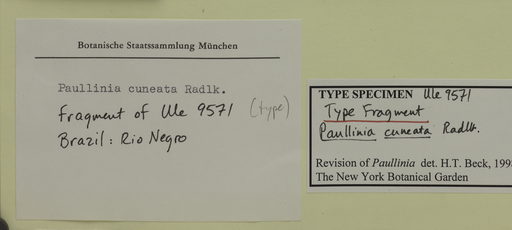 Botanische Staatssammlung München
Paullinia cuneata Radlk.
fragment of Ule 9571 (type)
Brazil: Rio Negro
TYPE SPECIMEN Ule 9571
Type Fragment
Paullinia cuneata Radlk.
Revision of Paullinia det. H.T. Beck, 199
The New York Botanical Garden